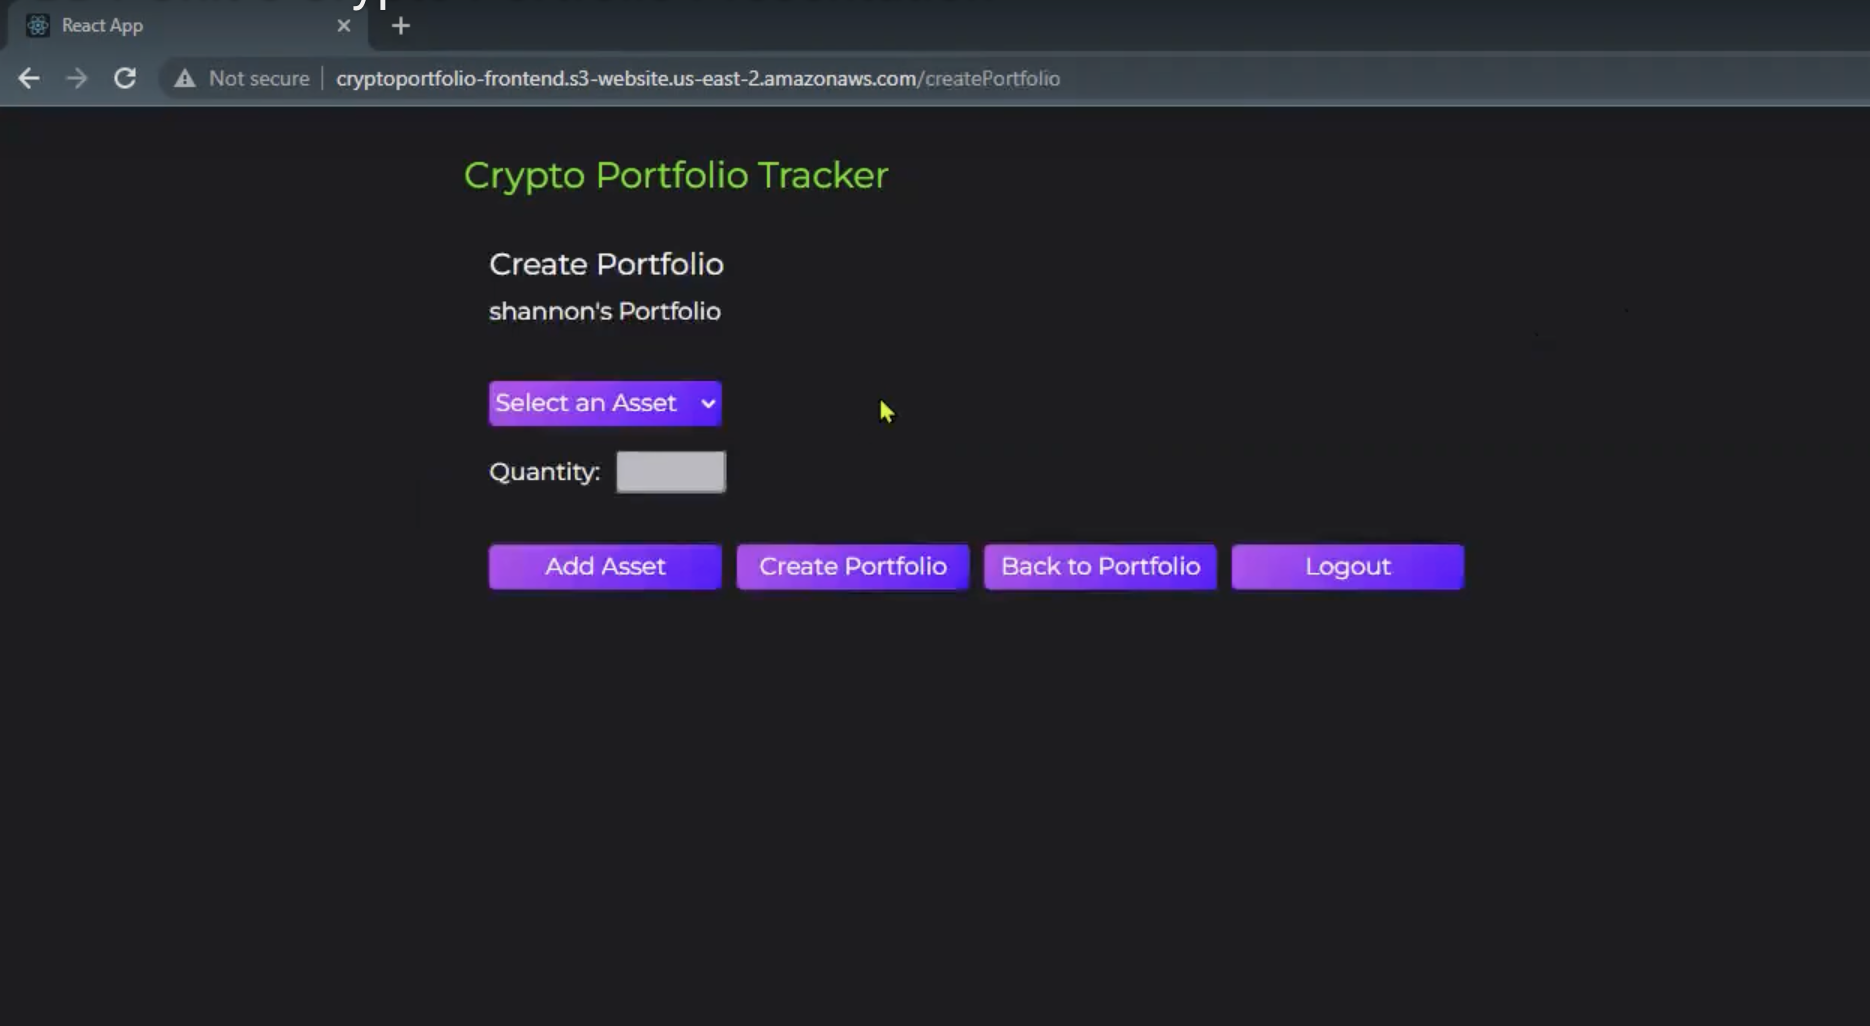 React App
Not secure cryptoportfolio-frontend.s3-website.us-east-2.amazonaws.com/createPortfolio
Crypto Portfolio Tracker
Create Portfolio
shannon's Portfolio
Select an Asset
Quantity:
Add Asset Create Portfolio Back to Portfolio Logout